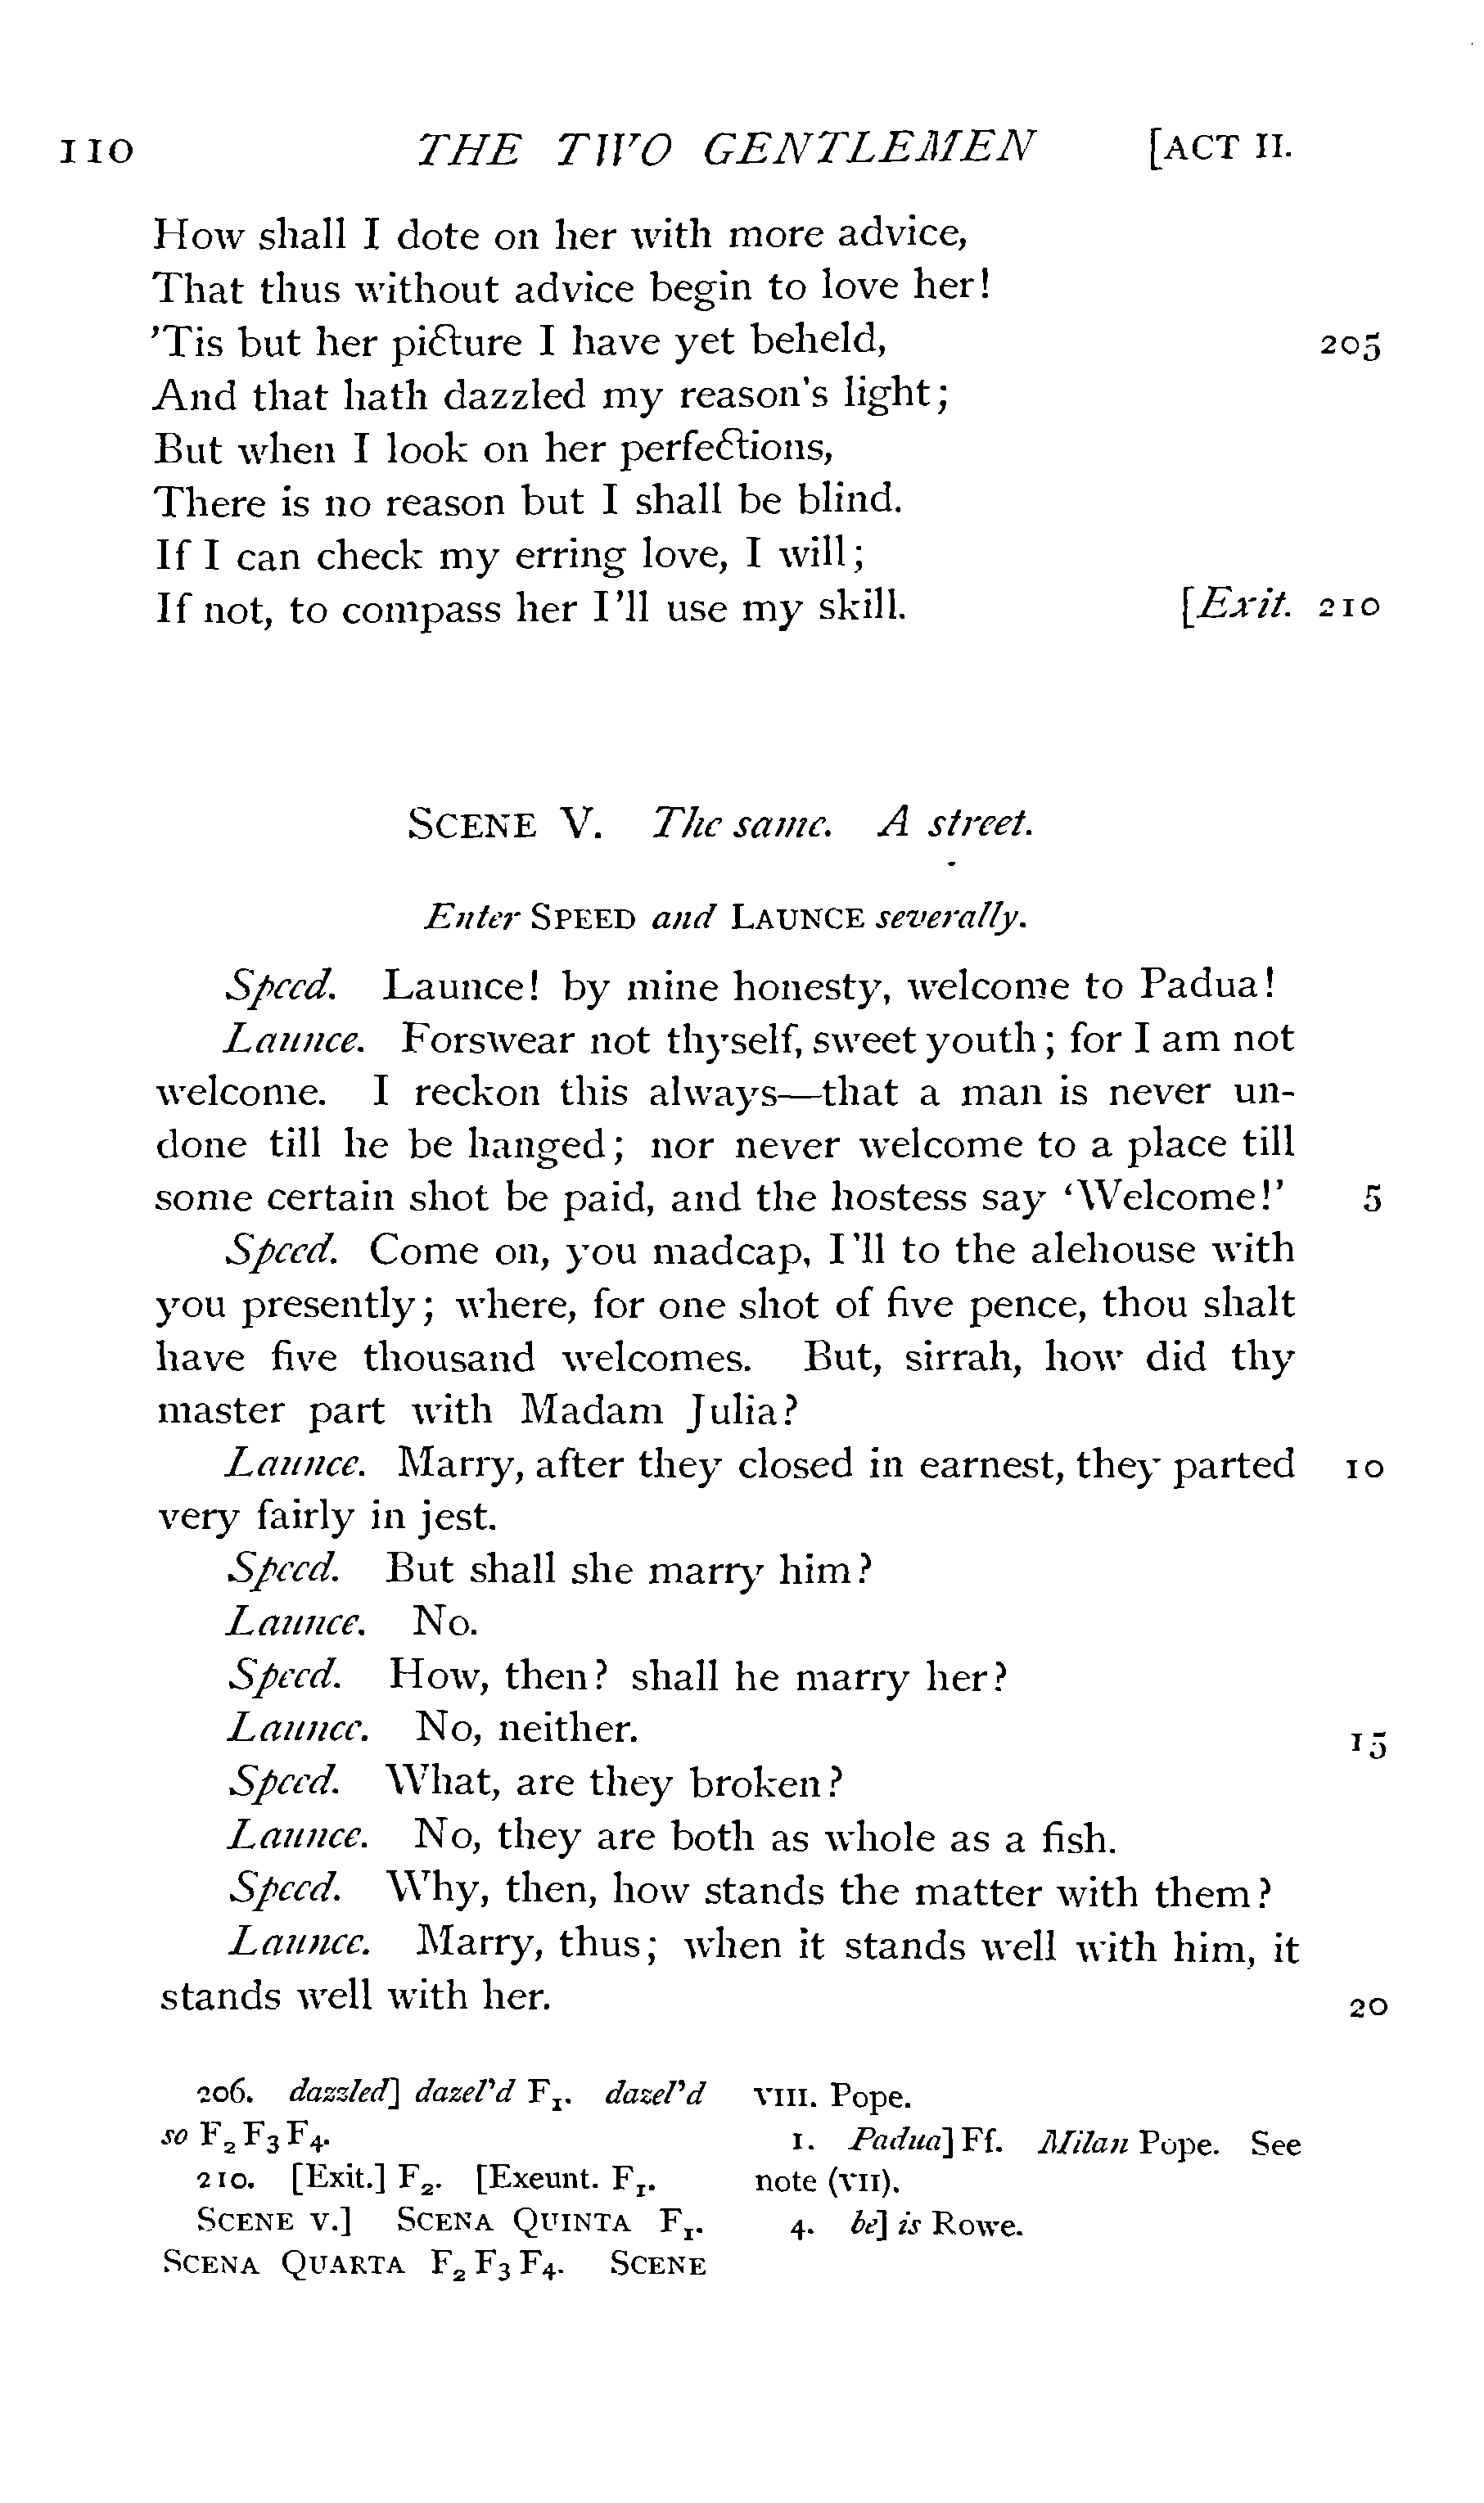 110 THE TWO GENTLEMEN [ACT II.
How shall I dote on her with more advice,
That thus without advice begin to love her!
'Tis but her picture I have yet beheld, 205
And that hath dazzled my reason's light;
But when I look on her perfections,
There is no reason but I shall be blind.
If I can check my erring love, I will;
If not, to compass her I'll use my skill. [Exit. 210
SCENE V. The same. A street.
Enter SPEED and LAUNCE severally.
Speed. Launce! by mine honesty, welcome to Padua!
Launce. Forswear not thyself, sweet youth; for I am not
welcome. I reckon this always—that a man is never un-
done till he be hanged; nor never welcome to a place till
some certain shot be paid, and the hostess say 'Welcome!' 5
Speed. Come on, you madcap, I'll to the alehouse with
you presently; where, for one shot of five pence, thou shalt
have five thousand welcomes. But, sirrah, how did thy
master part with Madam Julia?
Launce. Marry, after they closed in earnest, they parted 10
very fairly in jest.
Speed. But shall she marry him?
Launce. No.
Speed. How, then? shall he marry her?
Launce. No, neither. 15
Speed. What, are they broken?
Launce. No, they are both as whole as a fish.
Speed. Why, then, how stands the matter with them?
Launce. Marry, thus; when it stands well with him, it
stands well with her. 20
206. dazzled] dazel'd F₁. dazel'd
so F₂F₃F₄.
210. [Exit.] F₂. [Exeunt. F₁.
SCENE V.] SCENA QUINTA F₁.
SCENA QUARTA F₂F₃F₄. SCENE
VIII. Pope.
1. Padua] Ff. Milan Pope. See
note (VII).
4. be] is Rowe.